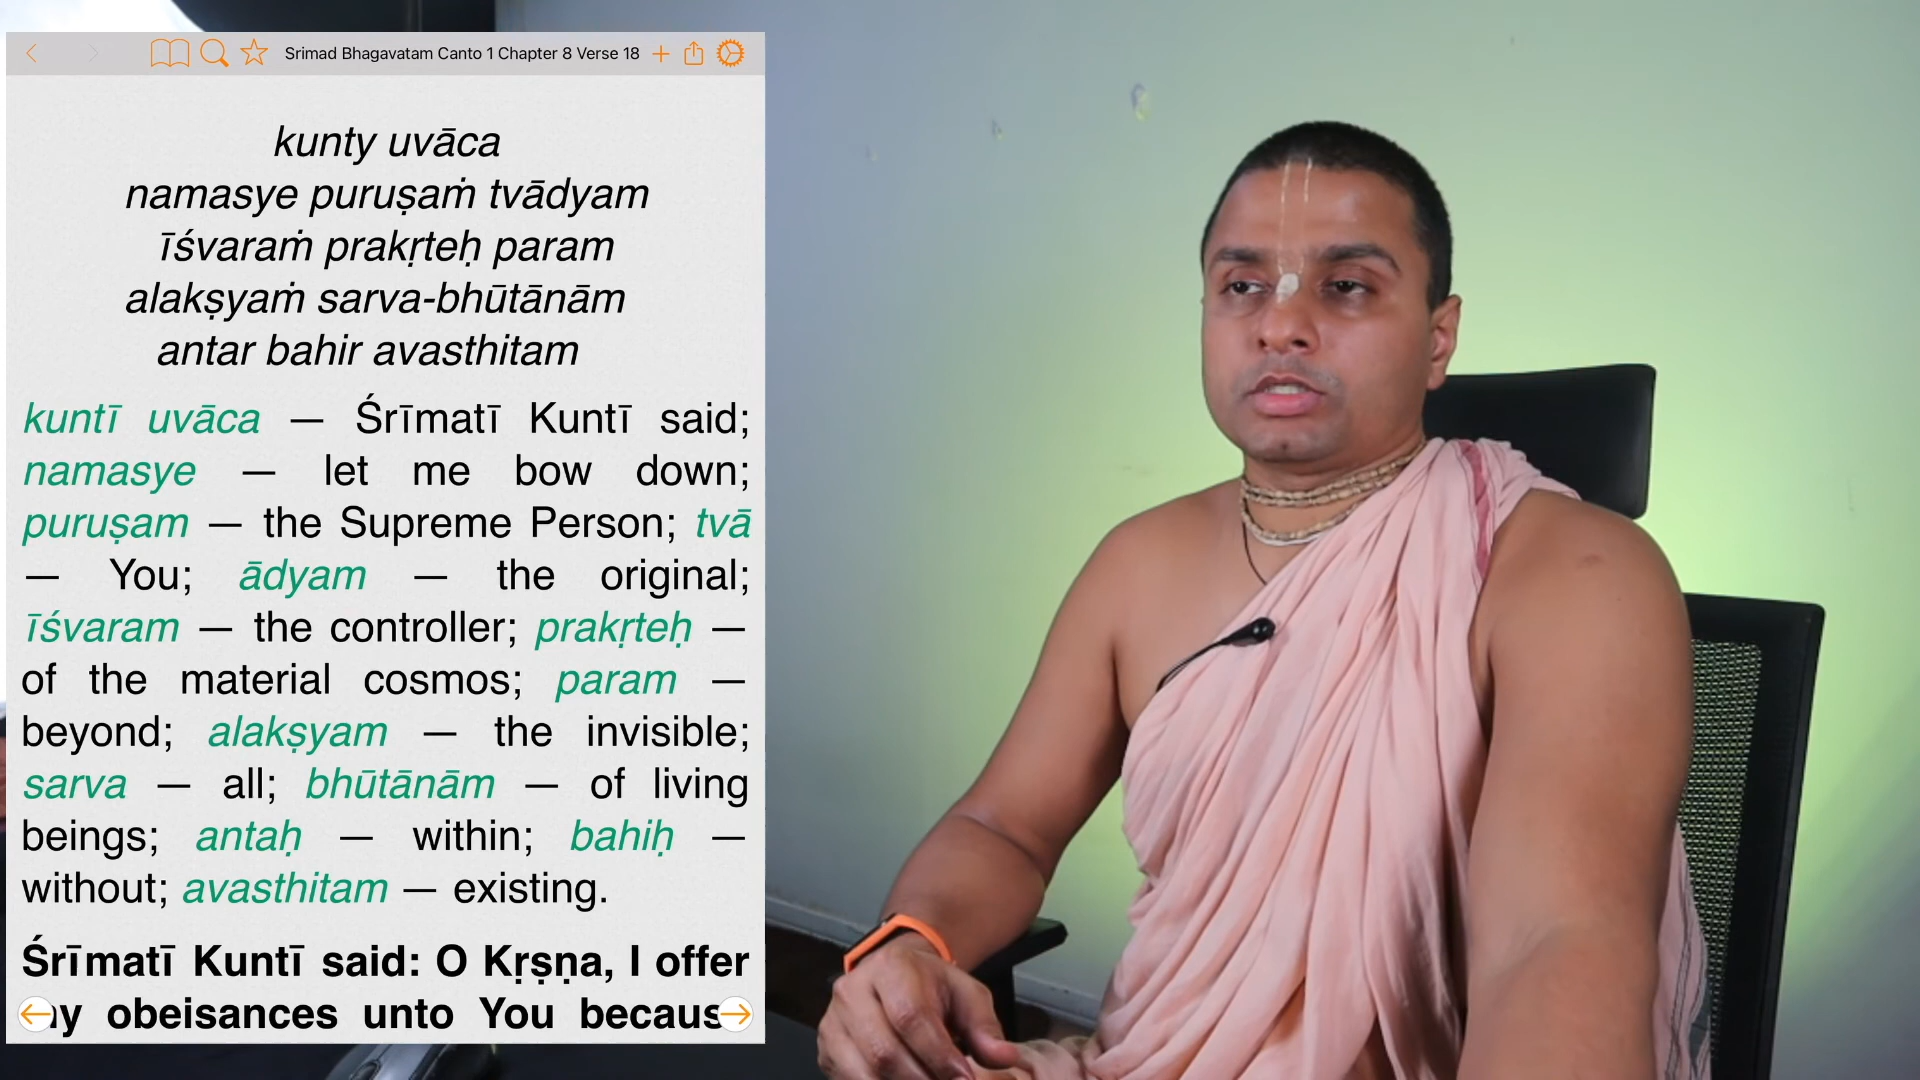 Srimad Bhagavatam Canto 1 Chapter 8 Verse 18
kunty uvāca
namasye puruṣaṁ tvādyam
īśvaraṁ prakṛteḥ param
alakṣyaṁ sarva-bhūtānām
antar bahir avasthitam
kuntī uvāca — Śrīmatī Kuntī said;
namasye — let me bow down;
puruṣam — the Supreme Person; tvā
— You; ādyam — the original;
īśvaram — the controller; prakṛteḥ —
of the material cosmos; param —
beyond; alakṣyam — the invisible;
sarva — all; bhūtānām — of living
beings; antaḥ — within; bahiḥ —
without; avasthitam — existing.
Śrīmatī Kuntī said: O Kṛṣṇa, I offer
obeisances unto You